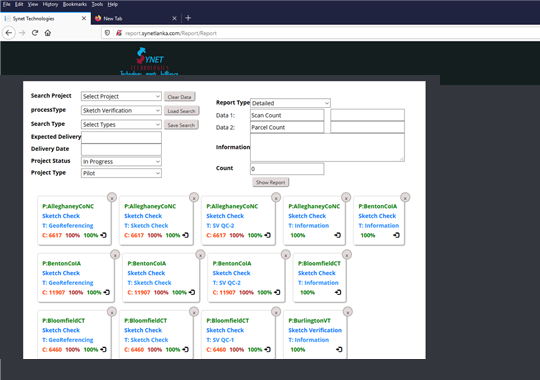 File Edit View History Bookmarks Tools Help
Synet Technologies
New Tab
report.synetlanka.com/Report/Report
SYNET
Search Project Select Project Clear Data
processType Sketch Verification Load Search
Search Type Select Types Save Search
Expected Delivery
Delivery Date
Project Status In Progress
Project Type Pilot
Report Type Detailed
Data 1: Scan Count
Data 2: Parcel Count
Information
Count 0
Show Report
P:AlleghaneyCoNC
Sketch Check
T: GeoReferencing
C: 6617 100% 100%
P:AlleghaneyCoNC
Sketch Check
T: Sketch Check
C: 6617 100% 100%
P:AlleghaneyCoNC
Sketch Check
T: SV QC-2
C: 6617 100% 100%
P:AlleghaneyCoNC
Sketch Check
T: Information
100%
P:BentonCoIA
Sketch Check
T: Information
100%
P:BentonCoIA
Sketch Check
T: GeoReferencing
C: 11907 100% 100%
P:BentonCoIA
Sketch Check
T: Sketch Check
C: 11907 100% 100%
P:BentonCoIA
Sketch Check
T: SV QC-2
C: 11907 100% 100%
P:BloomfieldCT
Sketch Check
T: Information
100%
P:BloomfieldCT
Sketch Check
T: GeoReferencing
C: 6460 100% 100%
P:BloomfieldCT
Sketch Check
T: Sketch Check
C: 6460 100% 100%
P:BloomfieldCT
Sketch Check
T: SV QC-1
C: 6460 100% 100%
P:BurlingtonVT
Sketch Verification
T: Information
100%